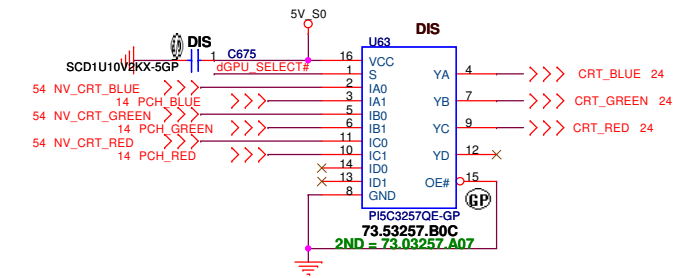 5V_S0
DIS
DIS
C675
1
U63
SCD1U10V2KX-5GP
dGPU_SELECT#
16 VCC
1 S
YA 4
CRT_BLUE 24
54 NV_CRT_BLUE
2 IA0
14 PCH_BLUE
3 IA1
YB 7
CRT_GREEN 24
54 NV_CRT_GREEN
5 IB0
14 PCH_GREEN
6 IB1
YC 9
CRT_RED 24
54 NV_CRT_RED
11 IC0
14 PCH_RED
10 IC1
YD 12
14 ID0
13 ID1
OE# 15
8 GND
GP
PI5C3257QE-GP
73.53257.B0C
2ND = 73.03257.A07